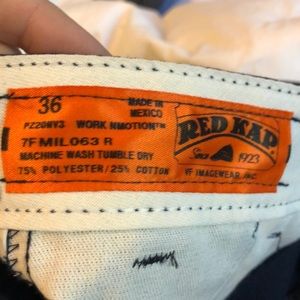 36
MADE IN
MEXICO
PZ20NV3 WORK NMOTION™
7F MIL063 R
MACHINE WASH TUMBLE DRY
75% POLYESTER/25% COTTON
RED KAP
Since 1923
VF IMAGEWEAR, INC.